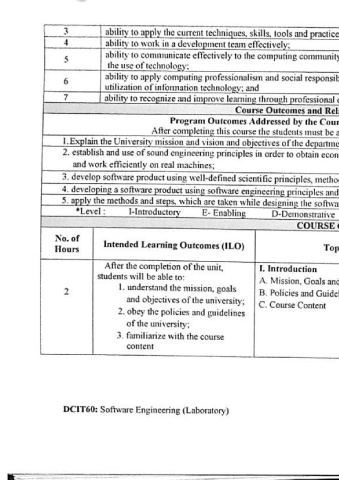 3 ability to apply the current techniques, skills, tools and practice
4 ability to work in a development team effectively;
5 ability to communicate effectively to the computing community
the use of technology;
6 ability to apply computing professionalism and social responsib
utilization of information technology; and
7 ability to recognize and improve learning through professional
Course Outcomes and Rel
Program Outcomes Addressed by the Cour
After completing this course the students must be a
1.Explain the University mission and vision and objectives of the departme
2. establish and use of sound engineering principles in order to obtain econ
and work efficiently on real machines;
3. develop software product using well-defined scientific principles, metho
4. developing a software product using software engineering principles and
5. apply the methods and steps, which are taken while designing the softwa
*Level : I-Introductory E- Enabling D-Demonstrative
COURSE
No. of
Hours
Intended Learning Outcomes (ILO)
Top
2
After the completion of the unit,
students will be able to:
1. understand the mission, goals
and objectives of the university;
2. obey the policies and guidelines
of the university;
3. familiarize with the course
content
I. Introduction
A. Mission, Goals and
B. Policies and Guidel
C. Course Content
DCIT60: Software Engineering (Laboratory)